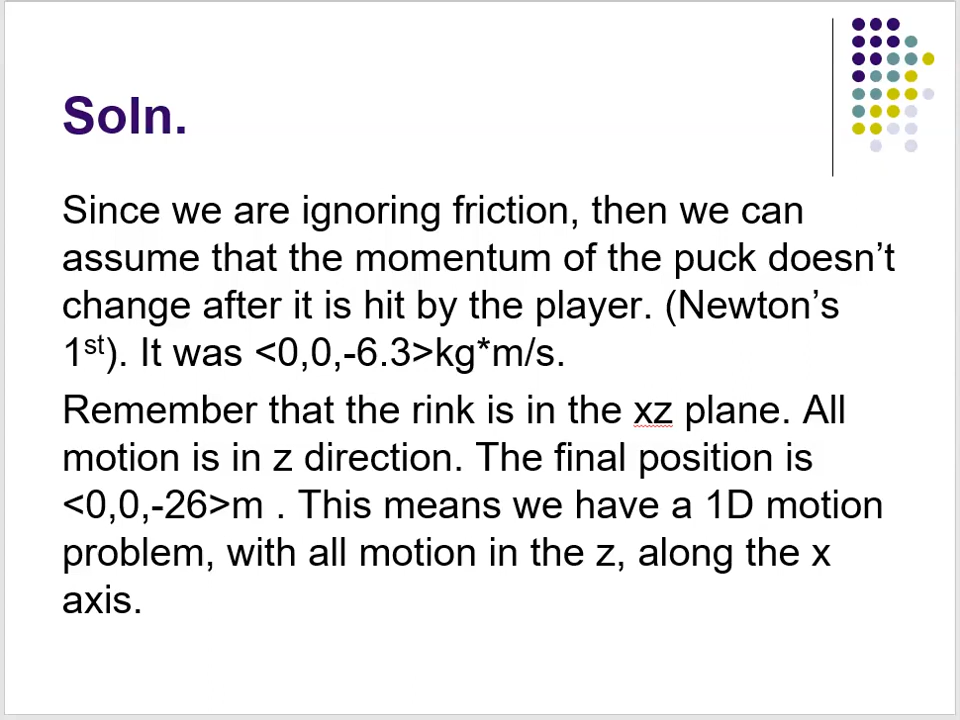 Soln.
Since we are ignoring friction, then we can
assume that the momentum of the puck doesn’t
change after it is hit by the player. (Newton’s
1st). It was <0,0,-6.3>kg*m/s.
Remember that the rink is in the xz plane. All
motion is in z direction. The final position is
<0,0,-26>m . This means we have a 1D motion
problem, with all motion in the z, along the x
axis.